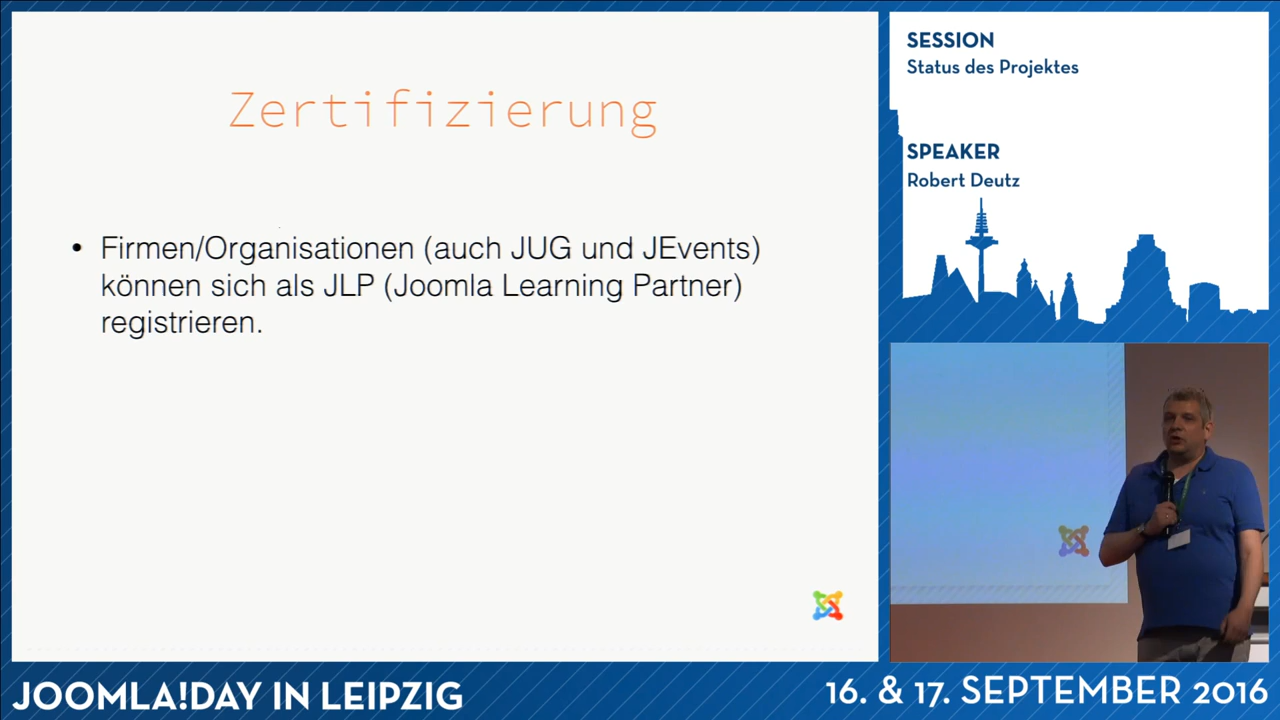 Zertifizierung
• Firmen/Organisationen (auch JUG und JEvents)
können sich als JLP (Joomla Learning Partner)
registrieren.
SESSION
Status des Projektes
SPEAKER
Robert Deutz
JOOMLA!DAY IN LEIPZIG
16. & 17. SEPTEMBER 2016